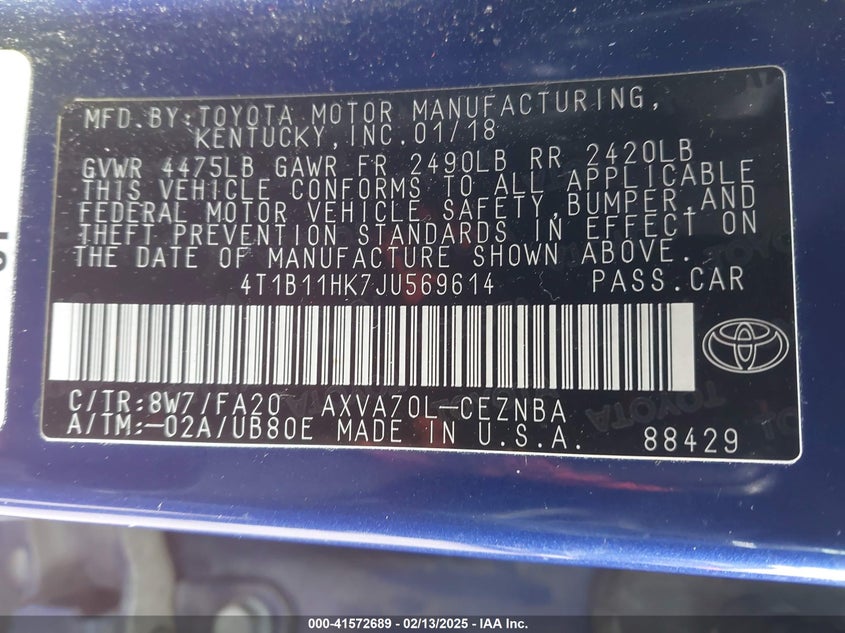 MFD.BY:TOYOTA MOTOR MANUFACTURING,
KENTUCKY,INC.01/18
GVWR 4475LB GAWR FR 2490LB RR 2420LB
THIS VEHICLE CONFORMS TO ALL APPLICABLE
FEDERAL MOTOR VEHICLE SAFETY,BUMPER,AND
THEFT PREVENTION STANDARDS IN EFFECT ON
THE DATE OF MANUFACTURE SHOWN ABOVE.
4T1B11HK7JU569614 PASS.CAR
C/TR:8W7/FA20 AXVA70L-CEZNBA
A/TM:-02A/UB80E MADE IN U.S.A. 88429
000-41572689 | 02/13/2025 | IAA Inc.